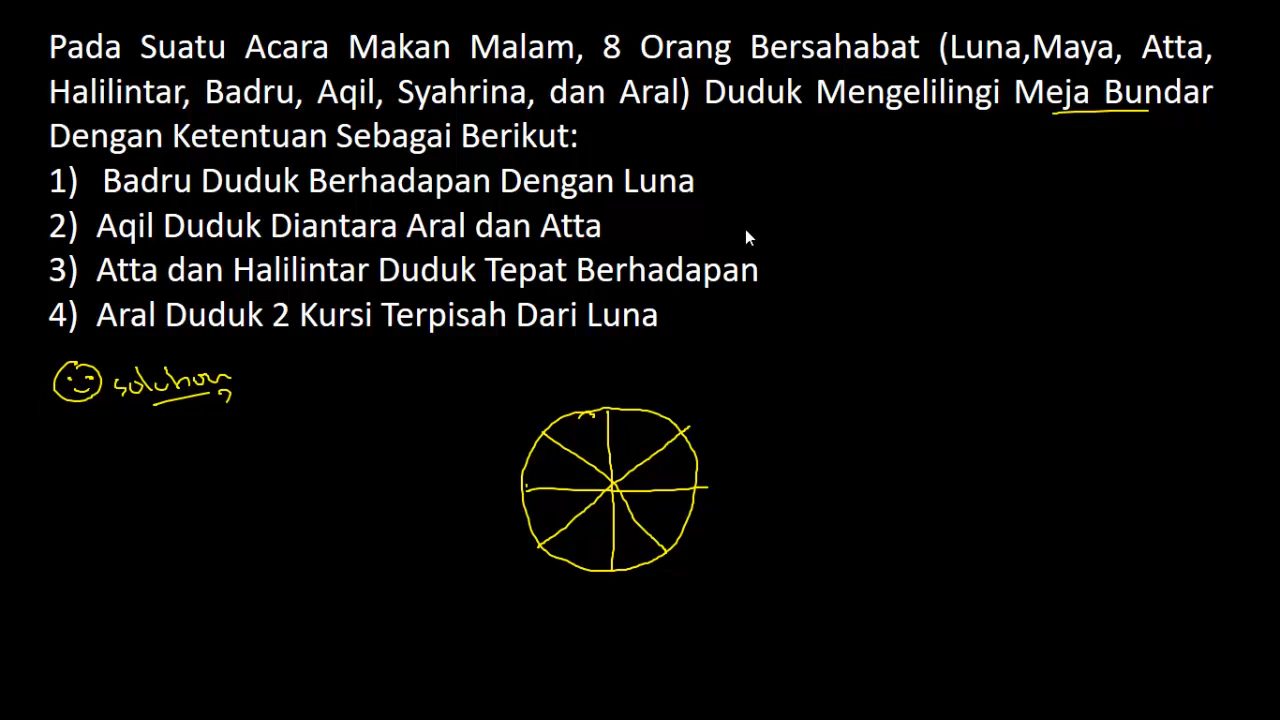 Pada Suatu Acara Makan Malam, 8 Orang Bersahabat (Luna,Maya, Atta,
Halilintar, Badru, Aqil, Syahrina, dan Aral) Duduk Mengelilingi Meja Bundar
Dengan Ketentuan Sebagai Berikut:
1) Badru Duduk Berhadapan Dengan Luna
2) Aqil Duduk Diantara Aral dan Atta
3) Atta dan Halilintar Duduk Tepat Berhadapan
4) Aral Duduk 2 Kursi Terpisah Dari Luna
solution,